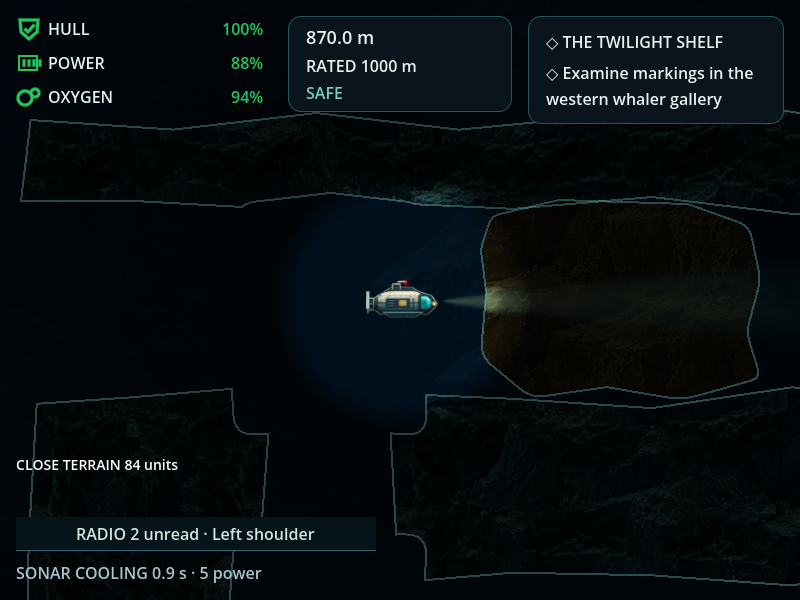 HULL 100%
POWER 88%
OXYGEN 94%
870.0 m
RATED 1000 m
SAFE
◇ THE TWILIGHT SHELF
◇ Examine markings in the
western whaler gallery
CLOSE TERRAIN 84 units
RADIO 2 unread · Left shoulder
SONAR COOLING 0.9 s · 5 power